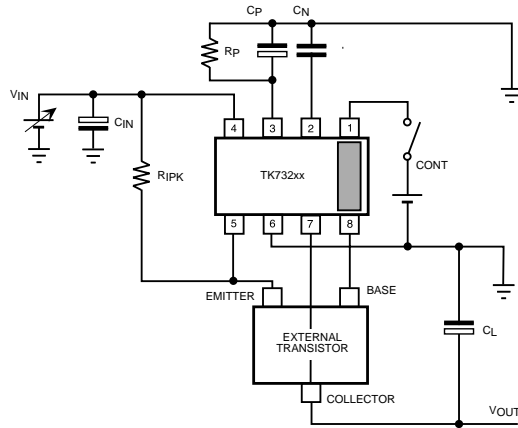 CP CN
RP
VIN
CIN
4 3 2 1
CONT
RIPK
TK732xx
5 6 7 8
EMITTER BASE
EXTERNAL
TRANSISTOR
CL
COLLECTOR
VOUT